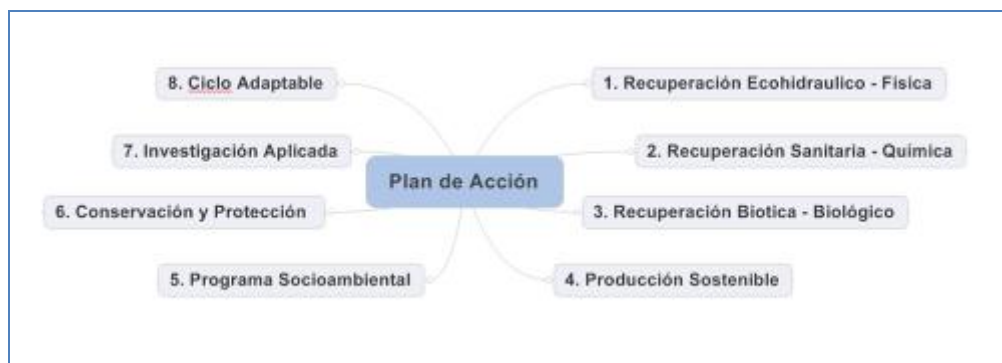 Plan de Acción
1. Recuperación Ecohidraulico - Física
2. Recuperación Sanitaria - Química
3. Recuperación Biotica - Biológico
4. Producción Sostenible
5. Programa Socioambiental
6. Conservación y Protección
7. Investigación Aplicada
8. Ciclo Adaptable